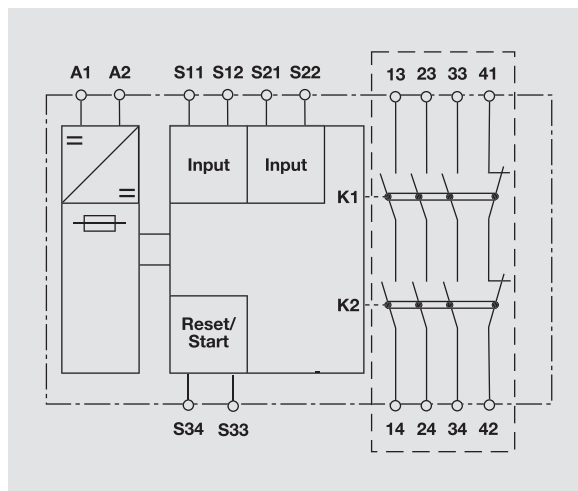 A1 A2 S11 S12 S21 S22 13 23 33 41
Input Input
K1
K2
Reset/
Start
S34 S33 14 24 34 42